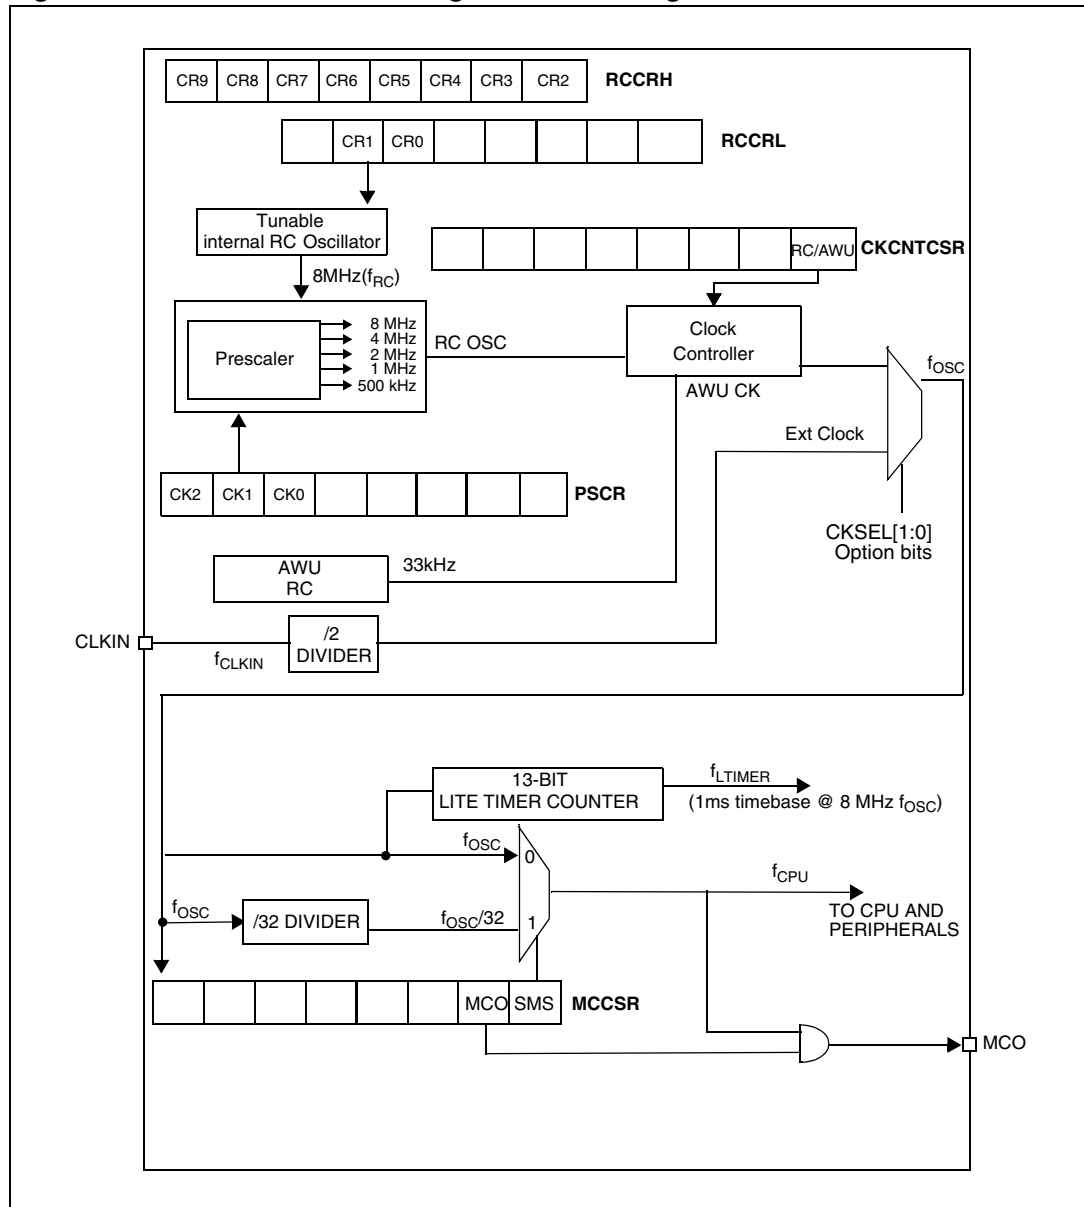 CR9 CR8 CR7 CR6 CR5 CR4 CR3 CR2 RCCRH
CR1 CR0 RCCRL
Tunable
internal RC Oscillator
RC/AWU CKCNTCSR
8MHz(fRC)
8 MHz
4 MHz
2 MHz
1 MHz
500 kHz
Prescaler
RC OSC
Clock
Controller
fOSC
AWU CK
Ext Clock
CK2 CK1 CK0 PSCR
CKSEL[1:0]
Option bits
AWU
RC
33kHz
CLKIN
fCLKIN
/2
DIVIDER
13-BIT
LITE TIMER COUNTER
fLTIMER
(1ms timebase @ 8 MHz fOSC)
fOSC
0
fCPU
TO CPU AND
PERIPHERALS
fOSC
/32 DIVIDER
fOSC/32
1
MCO SMS MCCSR
MCO